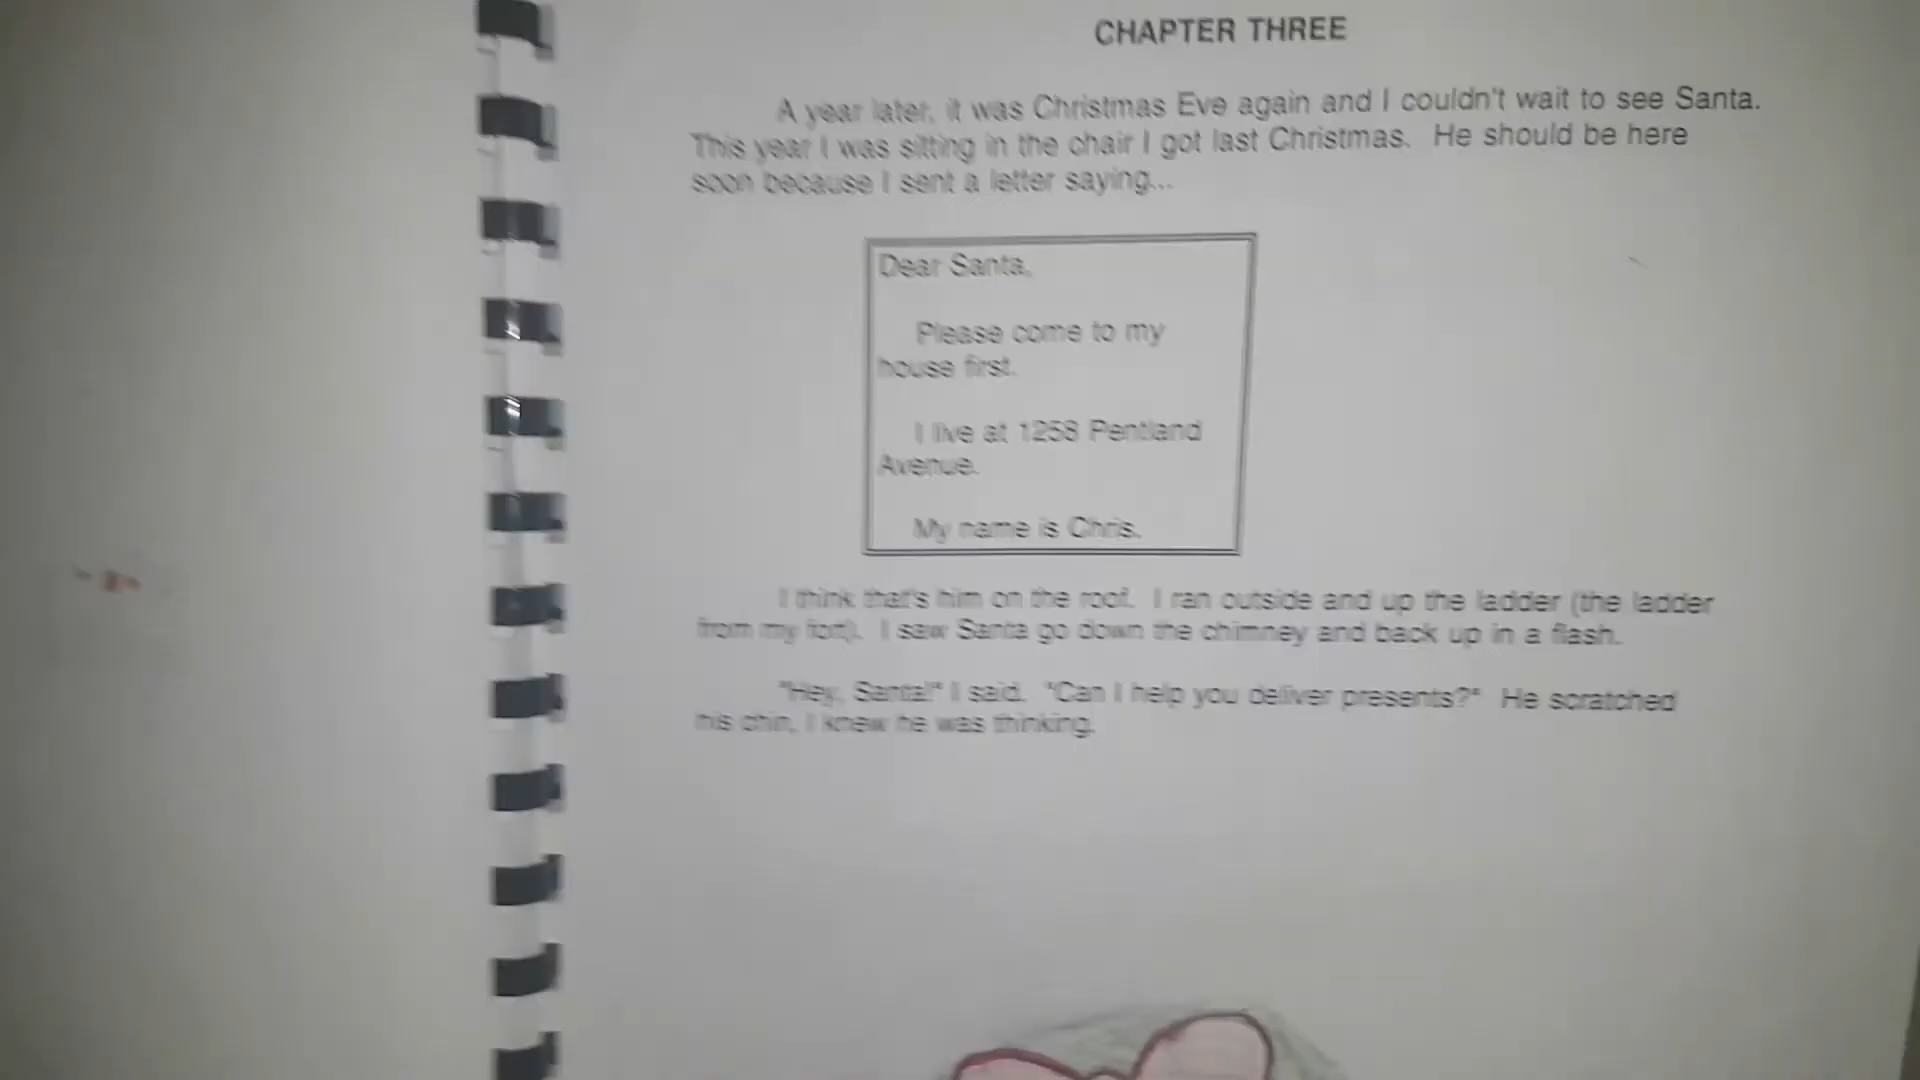 CHAPTER THREE
A year later, it was Christmas Eve again and I couldn't wait to see Santa.
This year I was sitting in the chair I got last Christmas. He should be here
soon because I sent a letter saying...
Dear Santa,
Please come to my
house first.
I live at 1258 Pentland
Avenue.
My name is Chris.
I think that's him on the roof. I ran outside and up the ladder (the ladder
from my fort). I saw Santa go down the chimney and back up in a flash.
"Hey, Santa!" I said. "Can I help you deliver presents?" He scratched
his chin, I knew he was thinking.